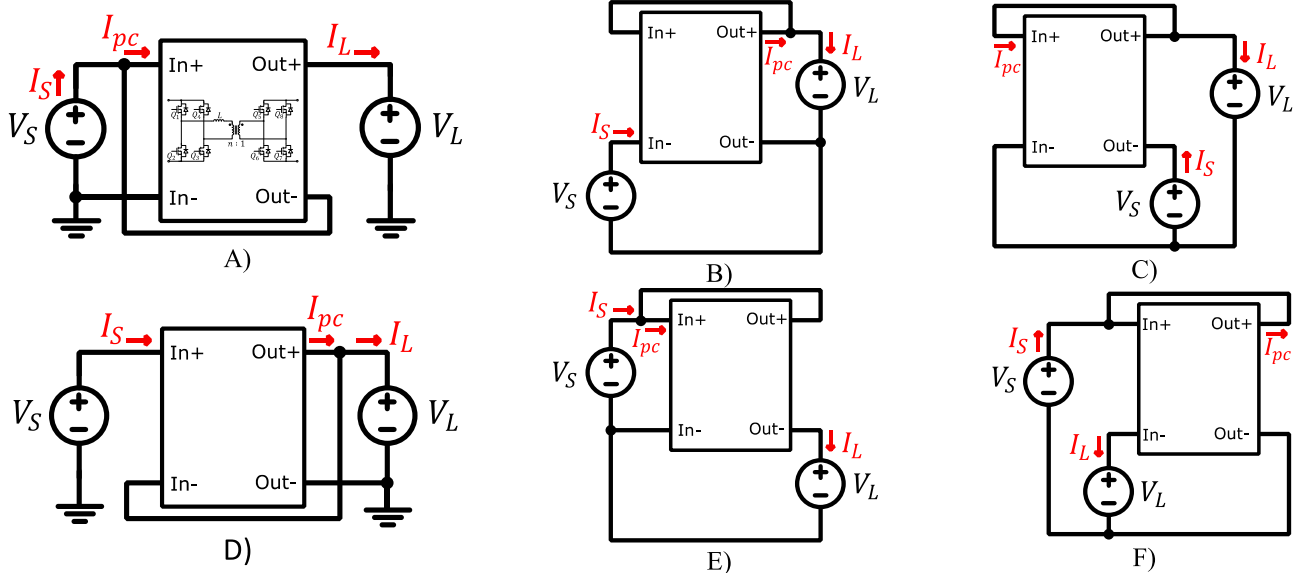 I_pc I_L
In+ Out+
I_S
V_S V_L
L
n : 1
In- Out-
A)
In+ Out+
I_pc I_L
V_L
I_S
In- Out-
V_S
B)
In+ Out+
I_pc I_L
V_L
In- Out-
I_S
V_S
C)
I_S I_pc I_L
In+ Out+
V_S V_L
In- Out-
D)
I_S
In+ Out+
I_pc
V_S
In- Out-
I_L
V_L
E)
In+ Out+
I_S I_pc
V_S
In- Out-
I_L
V_L
F)